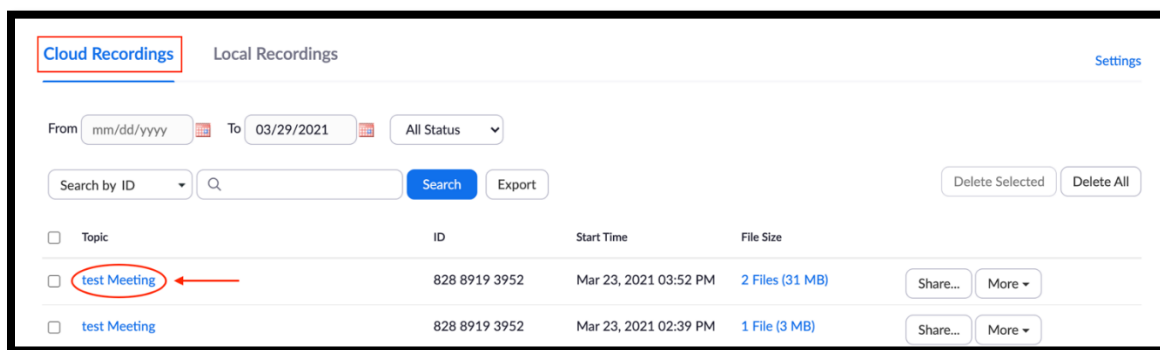 Cloud Recordings Local Recordings
Settings
From mm/dd/yyyy To 03/29/2021 All Status
Search by ID Search Export Delete Selected Delete All
Topic ID Start Time File Size
test Meeting 828 8919 3952 Mar 23, 2021 03:52 PM 2 Files (31 MB) Share... More
test Meeting 828 8919 3952 Mar 23, 2021 02:39 PM 1 File (3 MB) Share... More